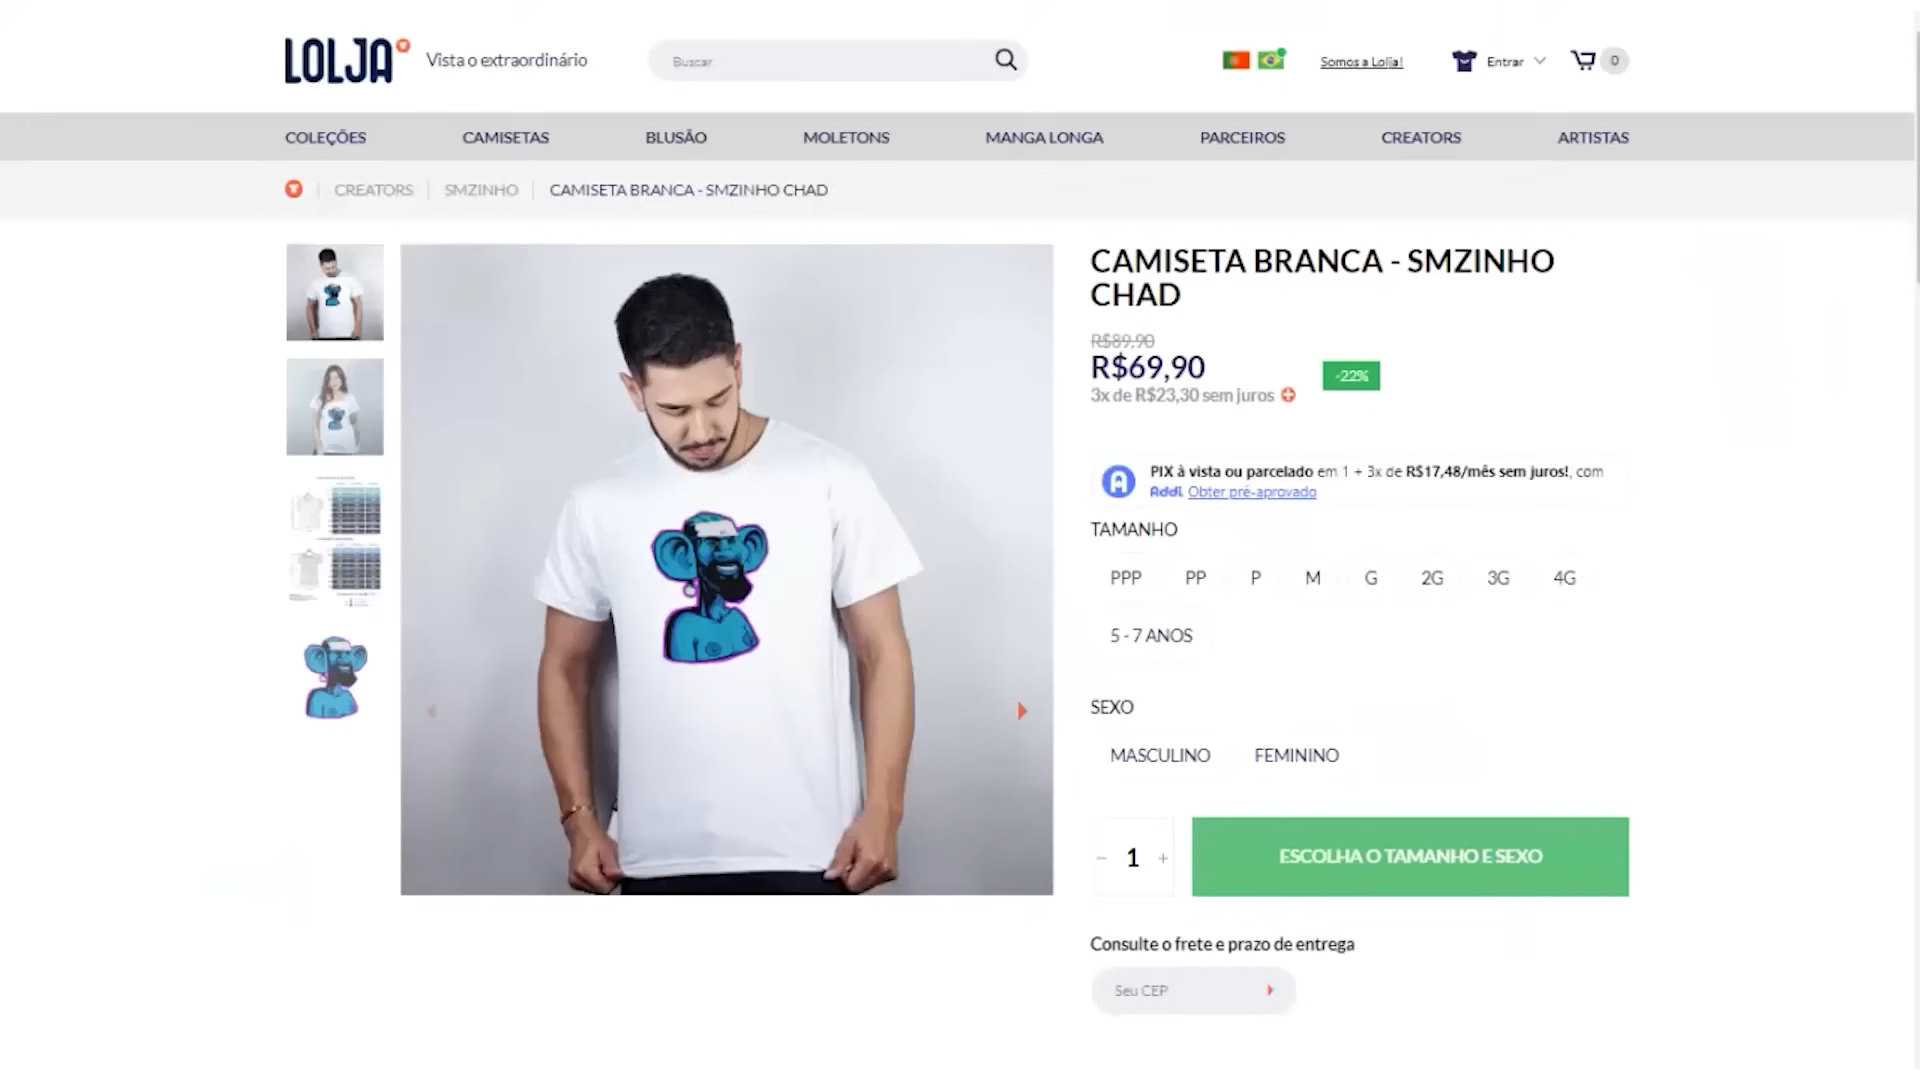 LOLJA
Vista o extraordinário
Buscar
Somos a Lolja!
Entrar
0
COLEÇÕES
CAMISETAS
BLUSÃO
MOLETONS
MANGA LONGA
PARCEIROS
CREATORS
ARTISTAS
CREATORS
SMZINHO
CAMISETA BRANCA - SMZINHO CHAD
CAMISETA BRANCA - SMZINHO
CHAD
R$89,90
R$69,90
-22%
3x de R$23,30 sem juros
PIX à vista ou parcelado em 1 + 3x de R$17,48/mês sem juros!, com
Addi. Obter pré-aprovado
TAMANHO
PPP PP P M G 2G 3G 4G
5 - 7 ANOS
SEXO
MASCULINO FEMININO
− 1 +
ESCOLHA O TAMANHO E SEXO
Consulte o frete e prazo de entrega
Seu CEP